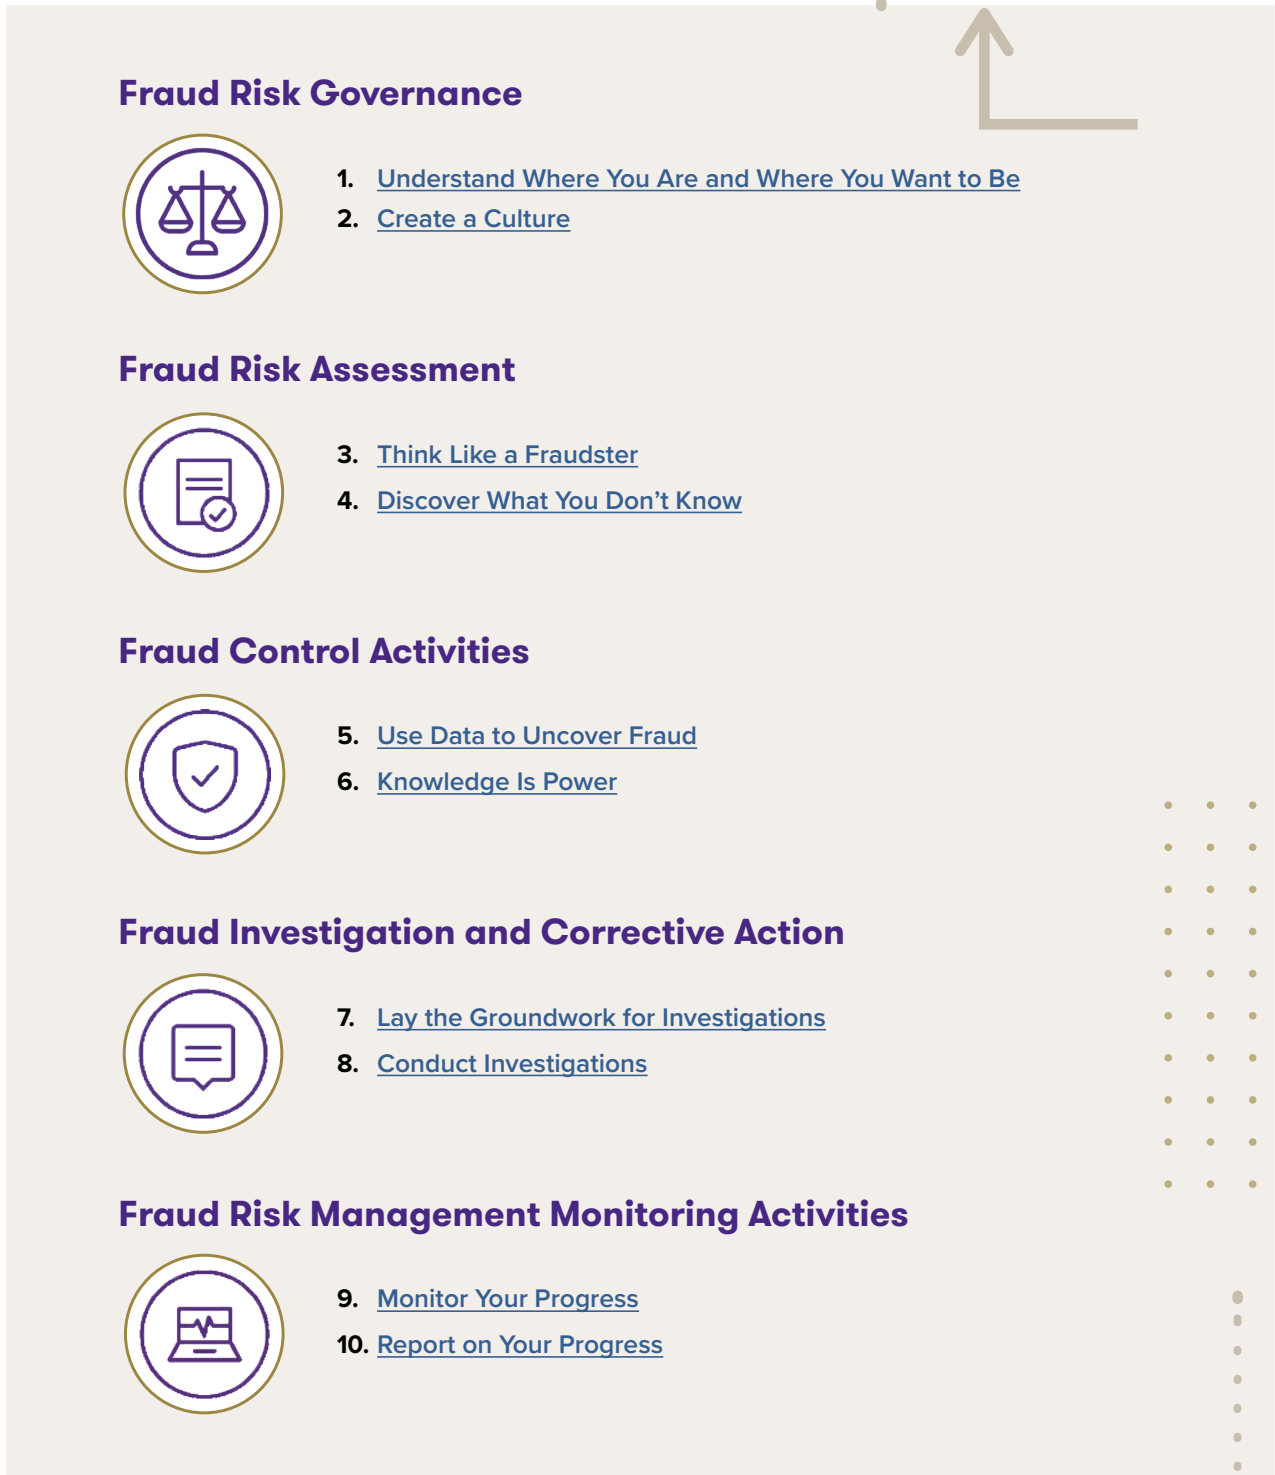 Fraud Risk Governance
1. Understand Where You Are and Where You Want to Be
2. Create a Culture
Fraud Risk Assessment
3. Think Like a Fraudster
4. Discover What You Don’t Know
Fraud Control Activities
5. Use Data to Uncover Fraud
6. Knowledge Is Power
Fraud Investigation and Corrective Action
7. Lay the Groundwork for Investigations
8. Conduct Investigations
Fraud Risk Management Monitoring Activities
9. Monitor Your Progress
10. Report on Your Progress